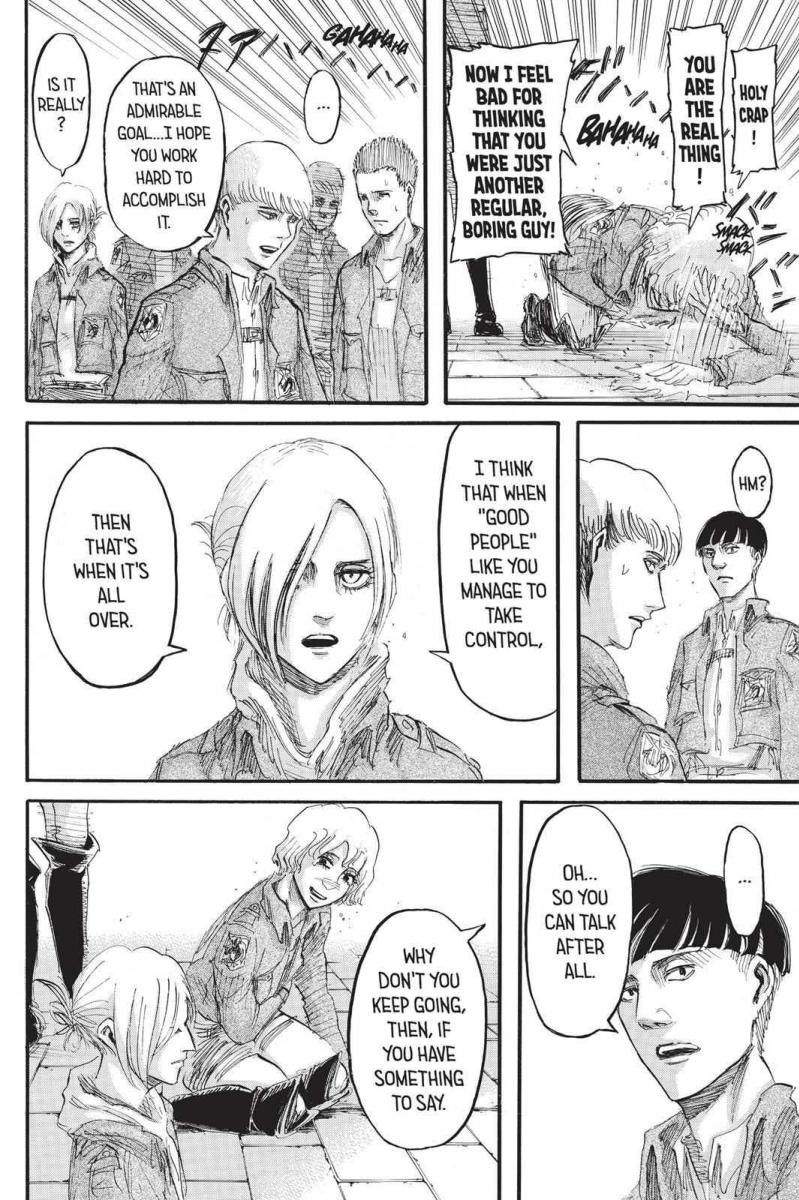 HOLY
CRAP
!
YOU
ARE
THE
REAL
THING
!
NOW I FEEL
BAD FOR
THINKING
THAT YOU
WERE JUST
ANOTHER
REGULAR,
BORING GUY!
BAHAHAHA
SMACK
SMACK
GAHAHAHA
アア
...
THAT'S AN
ADMIRABLE
GOAL...I HOPE
YOU WORK
HARD TO
ACCOMPLISH
IT.
IS IT
REALLY
?
HM?
I THINK
THAT WHEN
"GOOD
PEOPLE"
LIKE YOU
MANAGE TO
TAKE
CONTROL,
THEN
THAT'S
WHEN IT'S
ALL
OVER.
...
OH...
SO YOU
CAN TALK
AFTER
ALL.
WHY
DON'T YOU
KEEP GOING,
THEN, IF
YOU HAVE
SOMETHING
TO SAY.